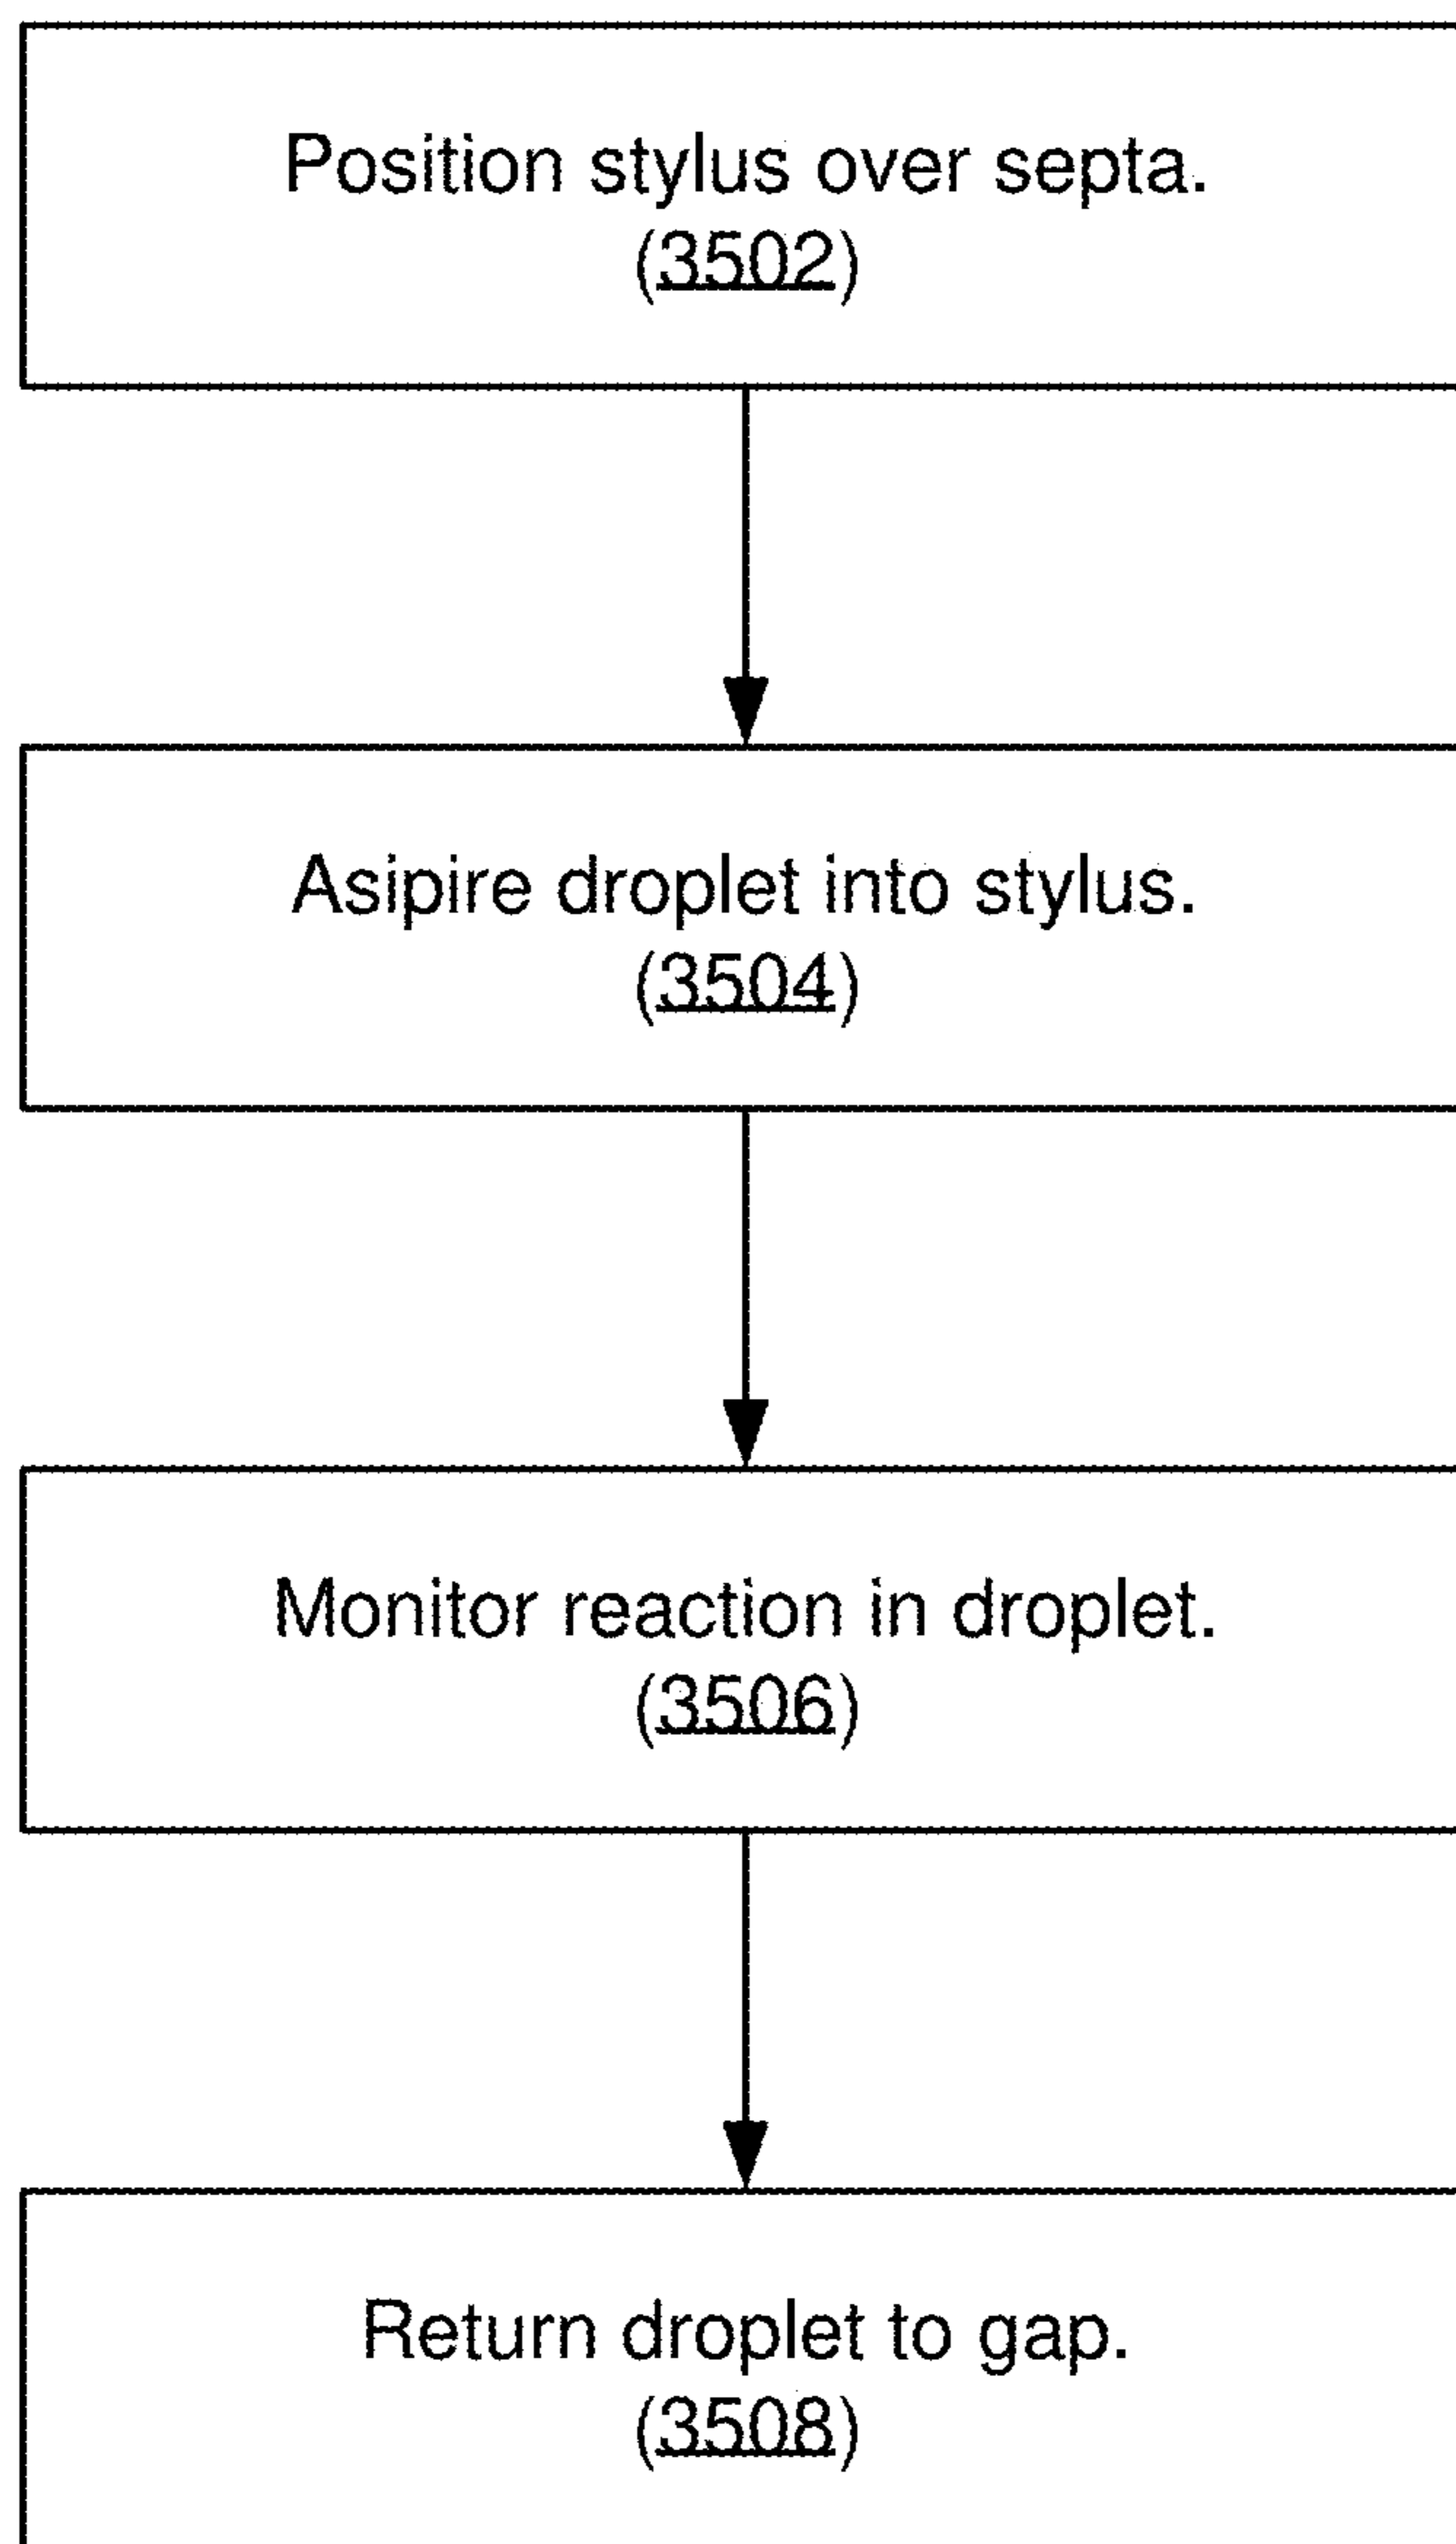 Position stylus over septa.
(3502)
Asipire droplet into stylus.
(3504)
Monitor reaction in droplet.
(3506)
Return droplet to gap.
(3508)